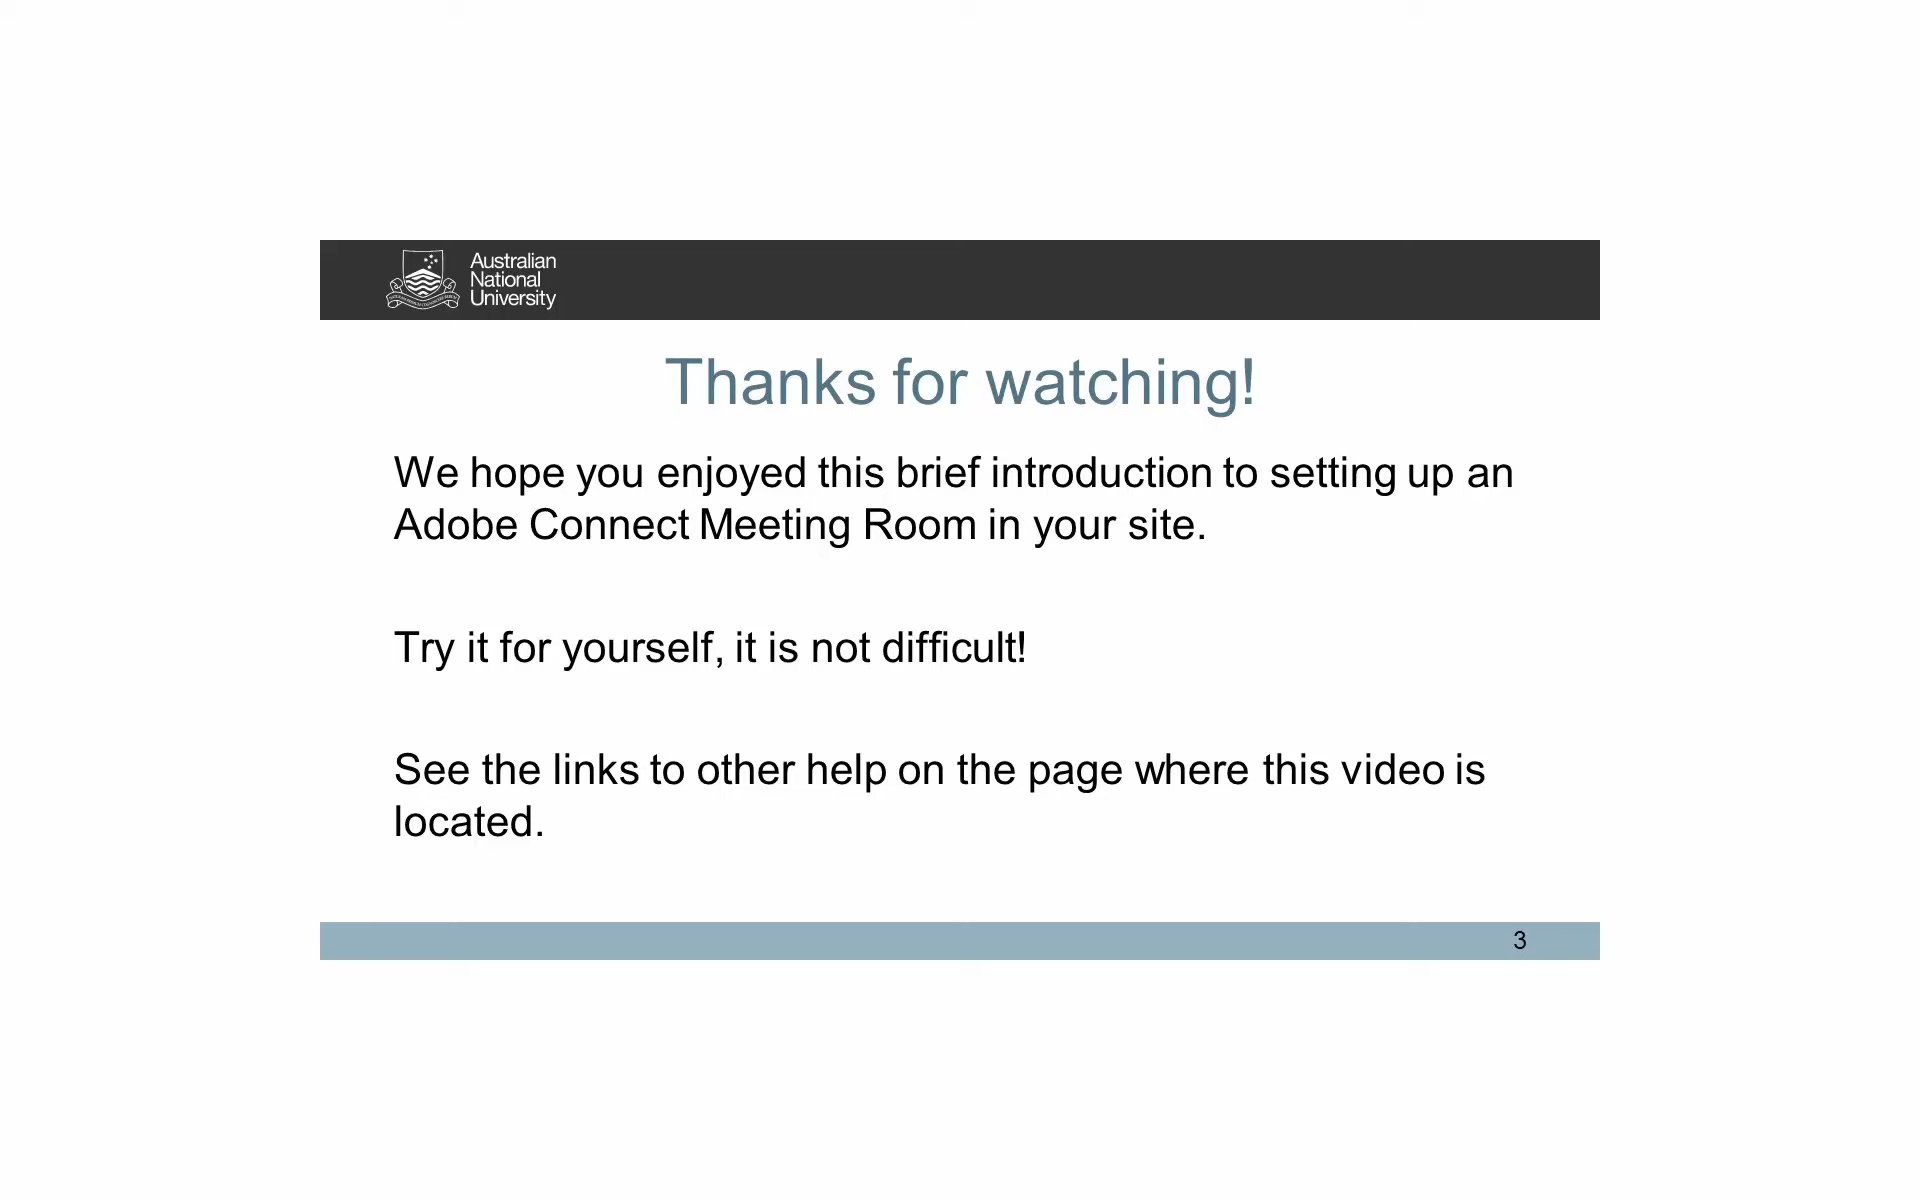 Australian
National
University
Thanks for watching!
We hope you enjoyed this brief introduction to setting up an
Adobe Connect Meeting Room in your site.
Try it for yourself, it is not difficult!
See the links to other help on the page where this video is
located.
3